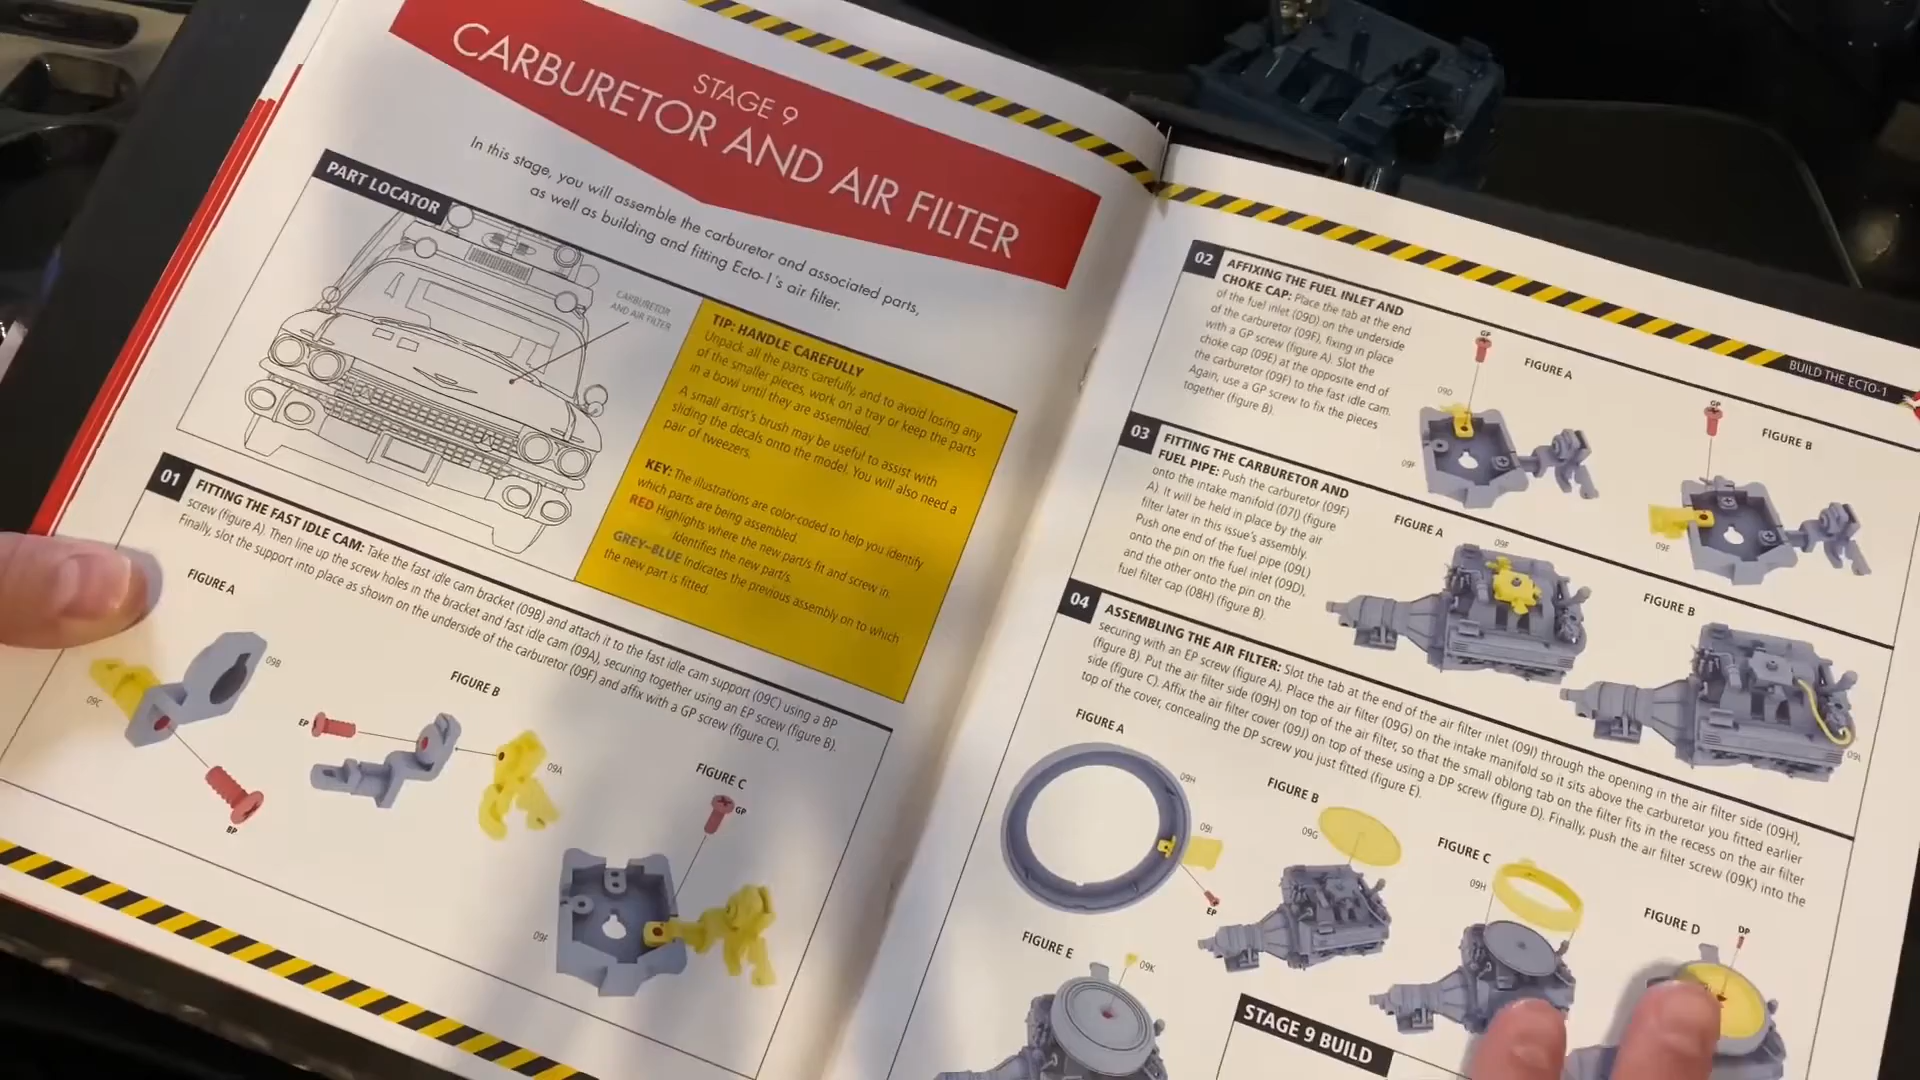 STAGE 9
CARBURETOR AND AIR FILTER
In this stage, you will assemble the carburetor and associated parts,
as well as building and fitting Ecto-1's air filter.
PART LOCATOR
CARBURETOR
AND AIR FILTER
TIP: HANDLE CAREFULLY
Unpack all the parts carefully, and to avoid losing any
of the smaller pieces, work on a tray or keep the parts
in a bowl until they are assembled.
A small artist's brush may be useful to assist with
sliding the decals onto the model. You will also need a
pair of tweezers.
KEY: The illustrations are color-coded to help you identify
which parts are being assembled.
RED Highlights where the new part/s fit and screw in.
Identifies the new part/s.
GREY-BLUE Indicates the previous assembly on to which
the new part is fitted.
01
FITTING THE FAST IDLE CAM: Take the fast idle cam bracket (09B) and attach it to the fast idle cam support (09C) using a BP
screw (figure A). Then line up the screw holes in the bracket and fast idle cam (09A), securing together using an EP screw (figure B).
Finally, slot the support into place as shown on the underside of the carburetor (09F) and affix with a GP screw (figure C).
FIGURE A
09B
09C
BP
FIGURE B
EP
09A
FIGURE C
GP
09F
02
AFFIXING THE FUEL INLET AND
CHOKE CAP: Place the tab at the end
of the fuel inlet (09D) on the underside
of the carburetor (09F), fixing in place
with a GP screw (figure A). Slot the
choke cap (09E) at the opposite end of
the carburetor (09F) to the fast idle cam.
Again, use a GP screw to fix the pieces
together (figure B).
GP
FIGURE A
09D
09F
GP
FIGURE B
09E
BUILD THE ECTO-1
03
FITTING THE CARBURETOR AND
FUEL PIPE: Push the carburetor (09F)
onto the intake manifold (07I) (figure
A). It will be held in place by the air
filter later in this issue's assembly.
Push one end of the fuel pipe (09L)
onto the pin on the fuel inlet (09D),
and the other onto the pin on the
fuel filter cap (08H) (figure B).
FIGURE A
09F
FIGURE B
09L
04
ASSEMBLING THE AIR FILTER: Slot the tab at the end of the air filter inlet (09I) through the opening in the air filter side (09H),
securing with an EP screw (figure A). Place the air filter (09G) on the intake manifold so it sits above the carburetor you fitted earlier
(figure B). Put the air filter side (09H) on top of the air filter, so that the small oblong tab on the filter fits in the recess on the air filter
side (figure C). Affix the air filter cover (09J) on top of these using a DP screw (figure D). Finally, push the air filter screw (09K) into the
top of the cover, concealing the DP screw you just fitted (figure E).
FIGURE A
09H
09I
EP
FIGURE B
09G
FIGURE C
09H
FIGURE D
DP
FIGURE E
09K
STAGE 9 BUILD